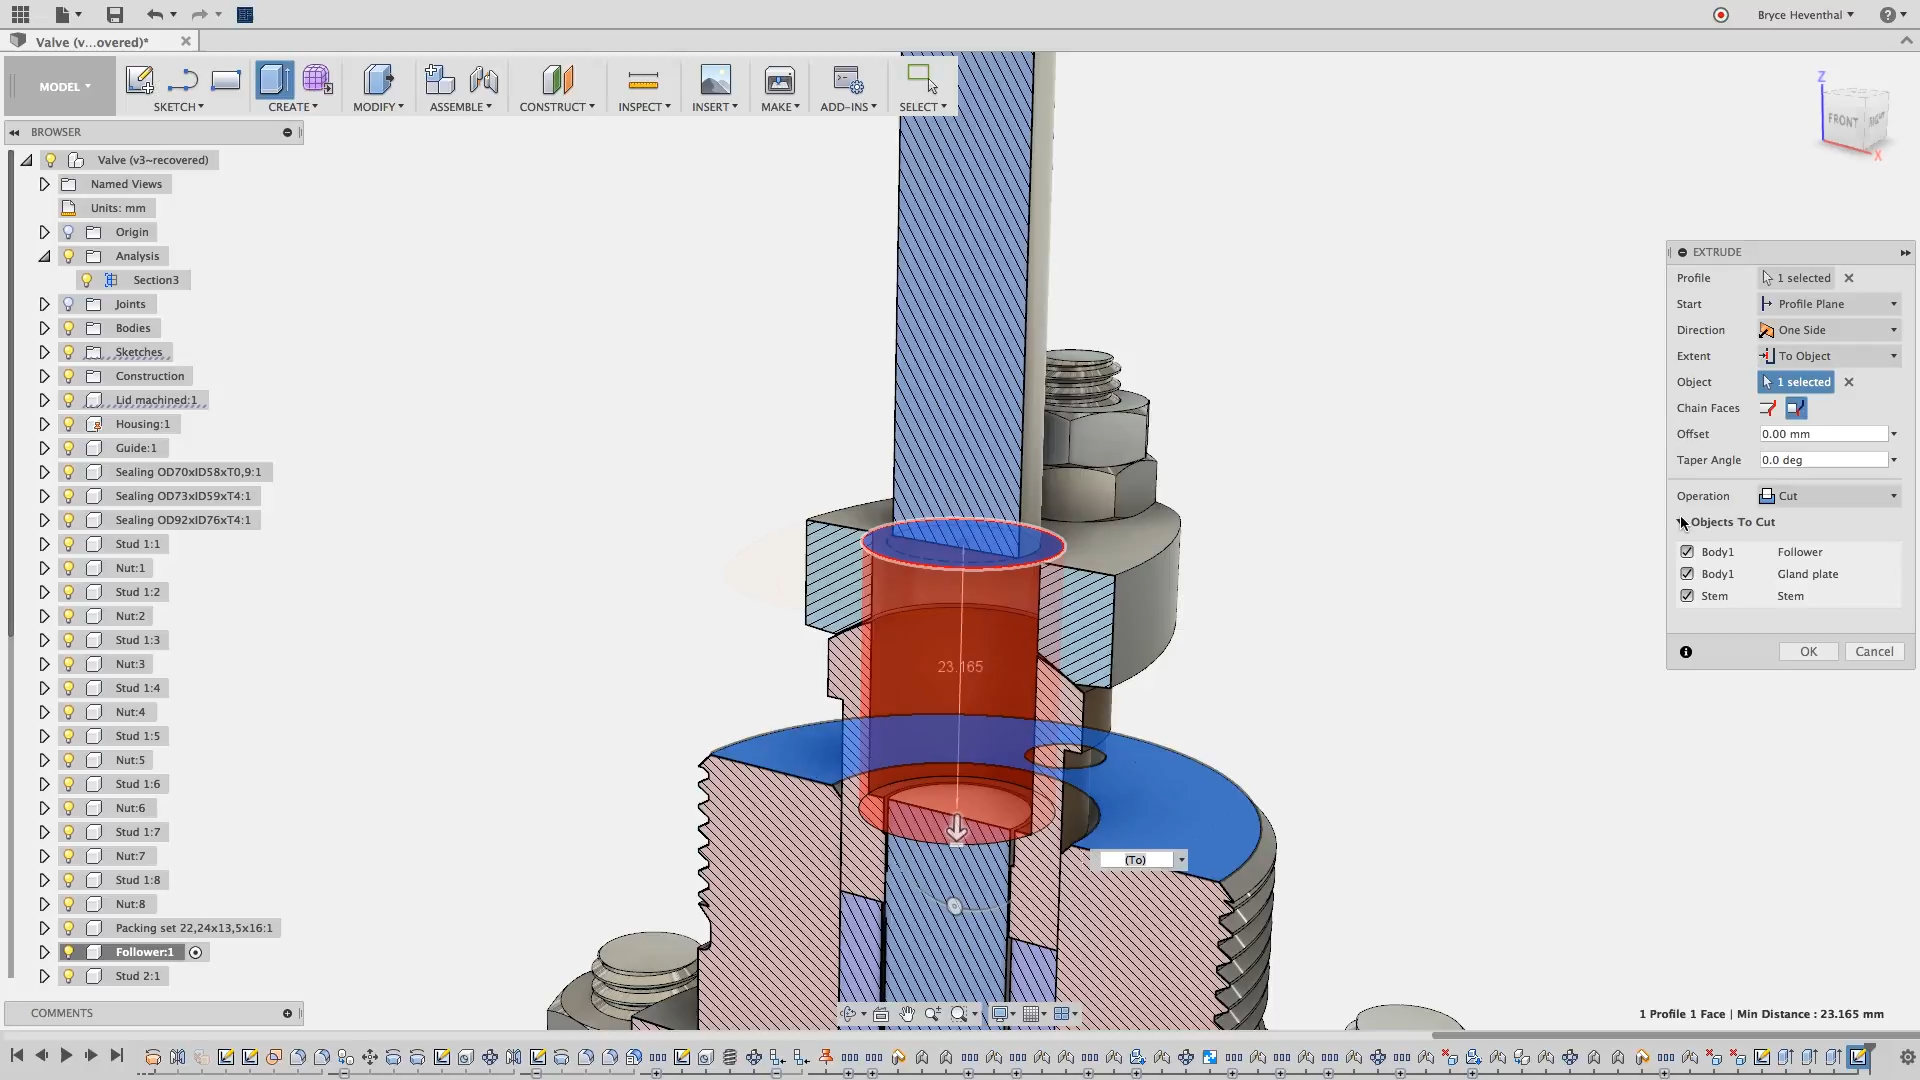 Bryce Heventhal
Valve (v...overed)*
MODEL
SKETCH
CREATE
MODIFY
ASSEMBLE
CONSTRUCT
INSPECT
INSERT
MAKE
ADD-INS
SELECT
Z
FRONT
RIGHT
X
BROWSER
Valve (v3~recovered)
Named Views
Units: mm
Origin
Analysis
Section3
Joints
Bodies
Sketches
Construction
Lid machined:1
Housing:1
Guide:1
Sealing OD70xID58xT0,9:1
Sealing OD73xID59xT4:1
Sealing OD92xID76xT4:1
Stud 1:1
Nut:1
Stud 1:2
Nut:2
Stud 1:3
Nut:3
Stud 1:4
Nut:4
Stud 1:5
Nut:5
Stud 1:6
Nut:6
Stud 1:7
Nut:7
Stud 1:8
Nut:8
Packing set 22,24x13,5x16:1
Follower:1
Stud 2:1
COMMENTS
23.165
(To)
EXTRUDE
Profile 1 selected
Start Profile Plane
Direction One Side
Extent To Object
Object 1 selected
Chain Faces
Offset 0.00 mm
Taper Angle 0.0 deg
Operation Cut
Objects To Cut
Body1 Follower
Body1 Gland plate
Stem Stem
OK Cancel
1 Profile 1 Face | Min Distance : 23.165 mm